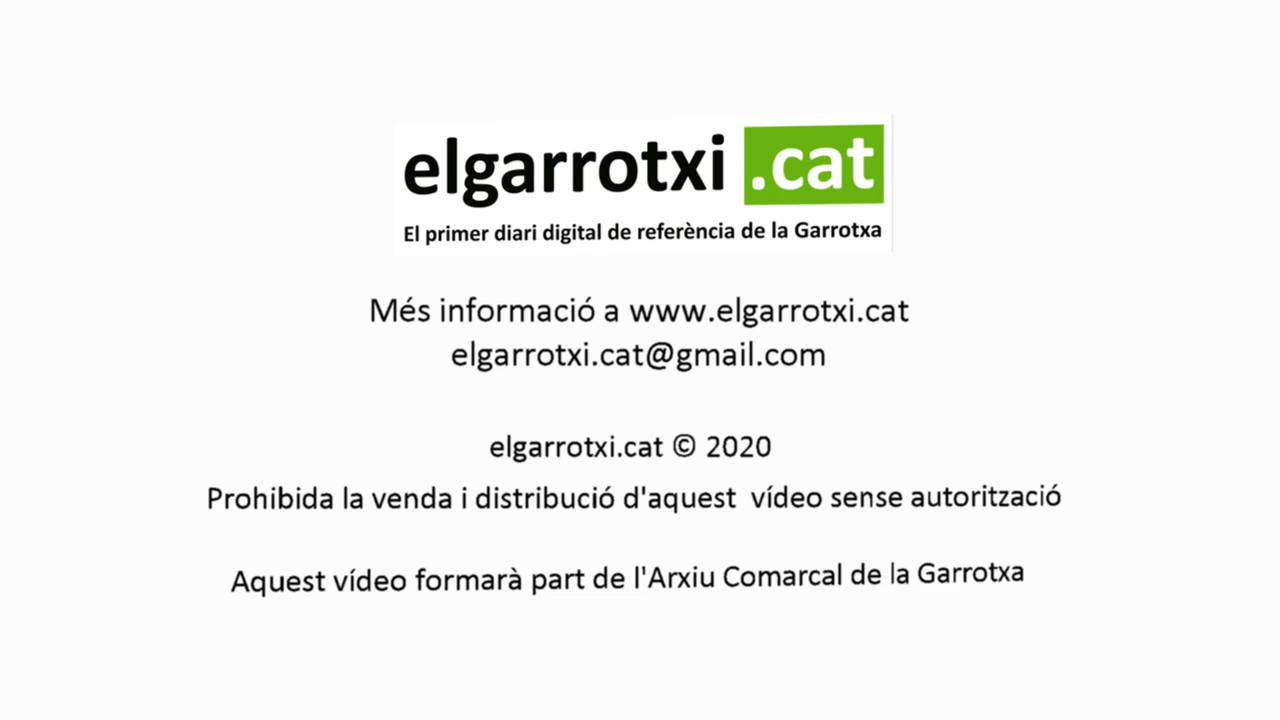 elgarrotxi .cat
El primer diari digital de referència de la Garrotxa
Més informació a www.elgarrotxi.cat
elgarrotxi.cat@gmail.com
elgarrotxi.cat © 2020
Prohibida la venda i distribució d'aquest vídeo sense autorització
Aquest vídeo formarà part de l'Arxiu Comarcal de la Garrotxa